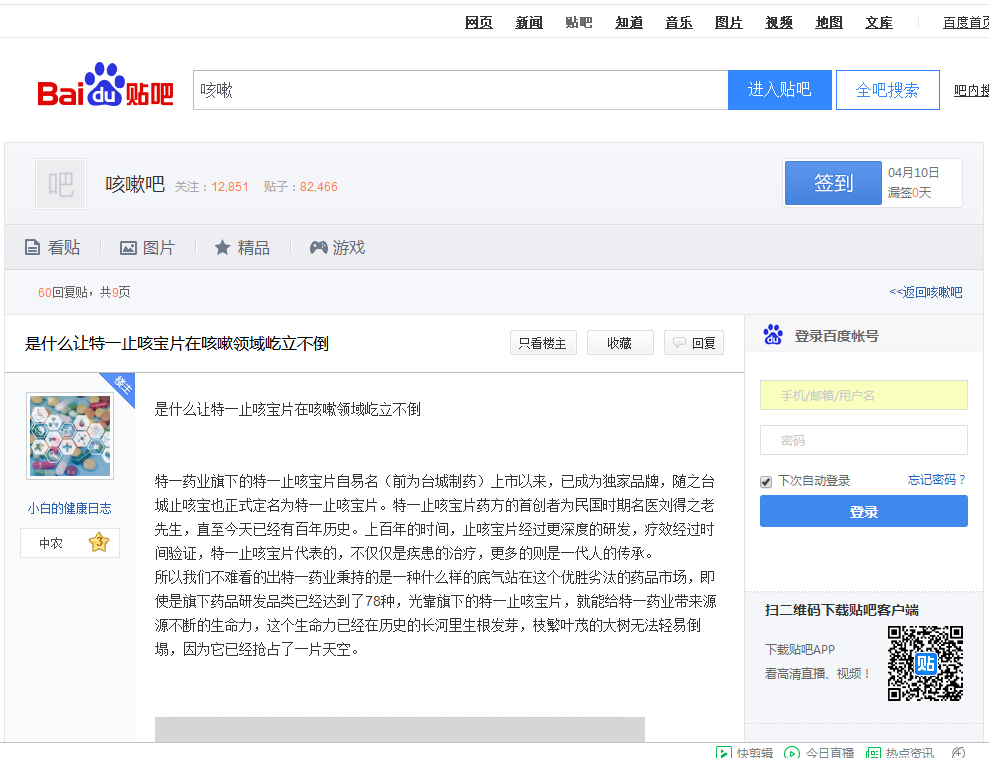 网页 新闻 贴吧 知道 音乐 图片 视频 地图 文库 百度首页
Bai du 贴吧 咳嗽 进入贴吧 全吧搜索 吧内搜
吧 咳嗽吧 关注：12,851 贴子：82,466 签到 04月10日
漏签0天
看贴 图片 精品 游戏
60回复贴，共9页 <<返回咳嗽吧
是什么让特一止咳宝片在咳嗽领域屹立不倒 只看楼主 收藏 回复
楼主
是什么让特一止咳宝片在咳嗽领域屹立不倒
特一药业旗下的特一止咳宝片自易名（前为台城制药）上市以来，已成为独家品牌，随之台
城止咳宝也正式定名为特一止咳宝片。特一止咳宝片药方的首创者为民国时期名医刘得之老
先生，直至今天已经有百年历史。上百年的时间，止咳宝片经过更深度的研发，疗效经过时
间验证，特一止咳宝片代表的，不仅仅是疾患的治疗，更多的则是一代人的传承。
所以我们不难看的出特一药业秉持的是一种什么样的底气站在这个优胜劣汰的药品市场，即
使是旗下药品研发品类已经达到了78种，光靠旗下的特一止咳宝片，就能给特一药业带来源
源不断的生命力，这个生命力已经在历史的长河里生根发芽，枝繁叶茂的大树无法轻易倒
塌，因为它已经抢占了一片天空。
小白的健康日志
中农 3
登录百度帐号
手机/邮箱/用户名
密码
下次自动登录 忘记密码？
登录
扫二维码下载贴吧客户端
下载贴吧APP
看高清直播、视频！
贴
快剪辑 今日直播 热点资讯